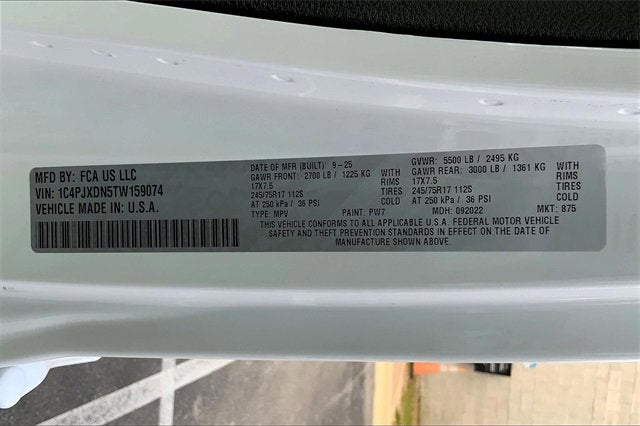 MFD BY: FCA US LLC
VIN: 1C4PJXDN5TW159074
VEHICLE MADE IN: U.S.A.
DATE OF MFR (BUILT): 9-25
GAWR FRONT: 2700 LB / 1225 KG WITH
17X7.5 RIMS
245/75R17 112S TIRES
AT 250 kPa / 36 PSI COLD
GVWR: 5500 LB / 2495 KG
GAWR REAR: 3000 LB / 1361 KG WITH
17X7.5 RIMS
245/75R17 112S TIRES
AT 250 kPa / 36 PSI COLD
TYPE: MPV PAINT: PW7 MDH: 092022 MKT: 875
THIS VEHICLE CONFORMS TO ALL APPLICABLE U.S.A. FEDERAL MOTOR VEHICLE
SAFETY AND THEFT PREVENTION STANDARDS IN EFFECT ON THE DATE OF
MANUFACTURE SHOWN ABOVE.